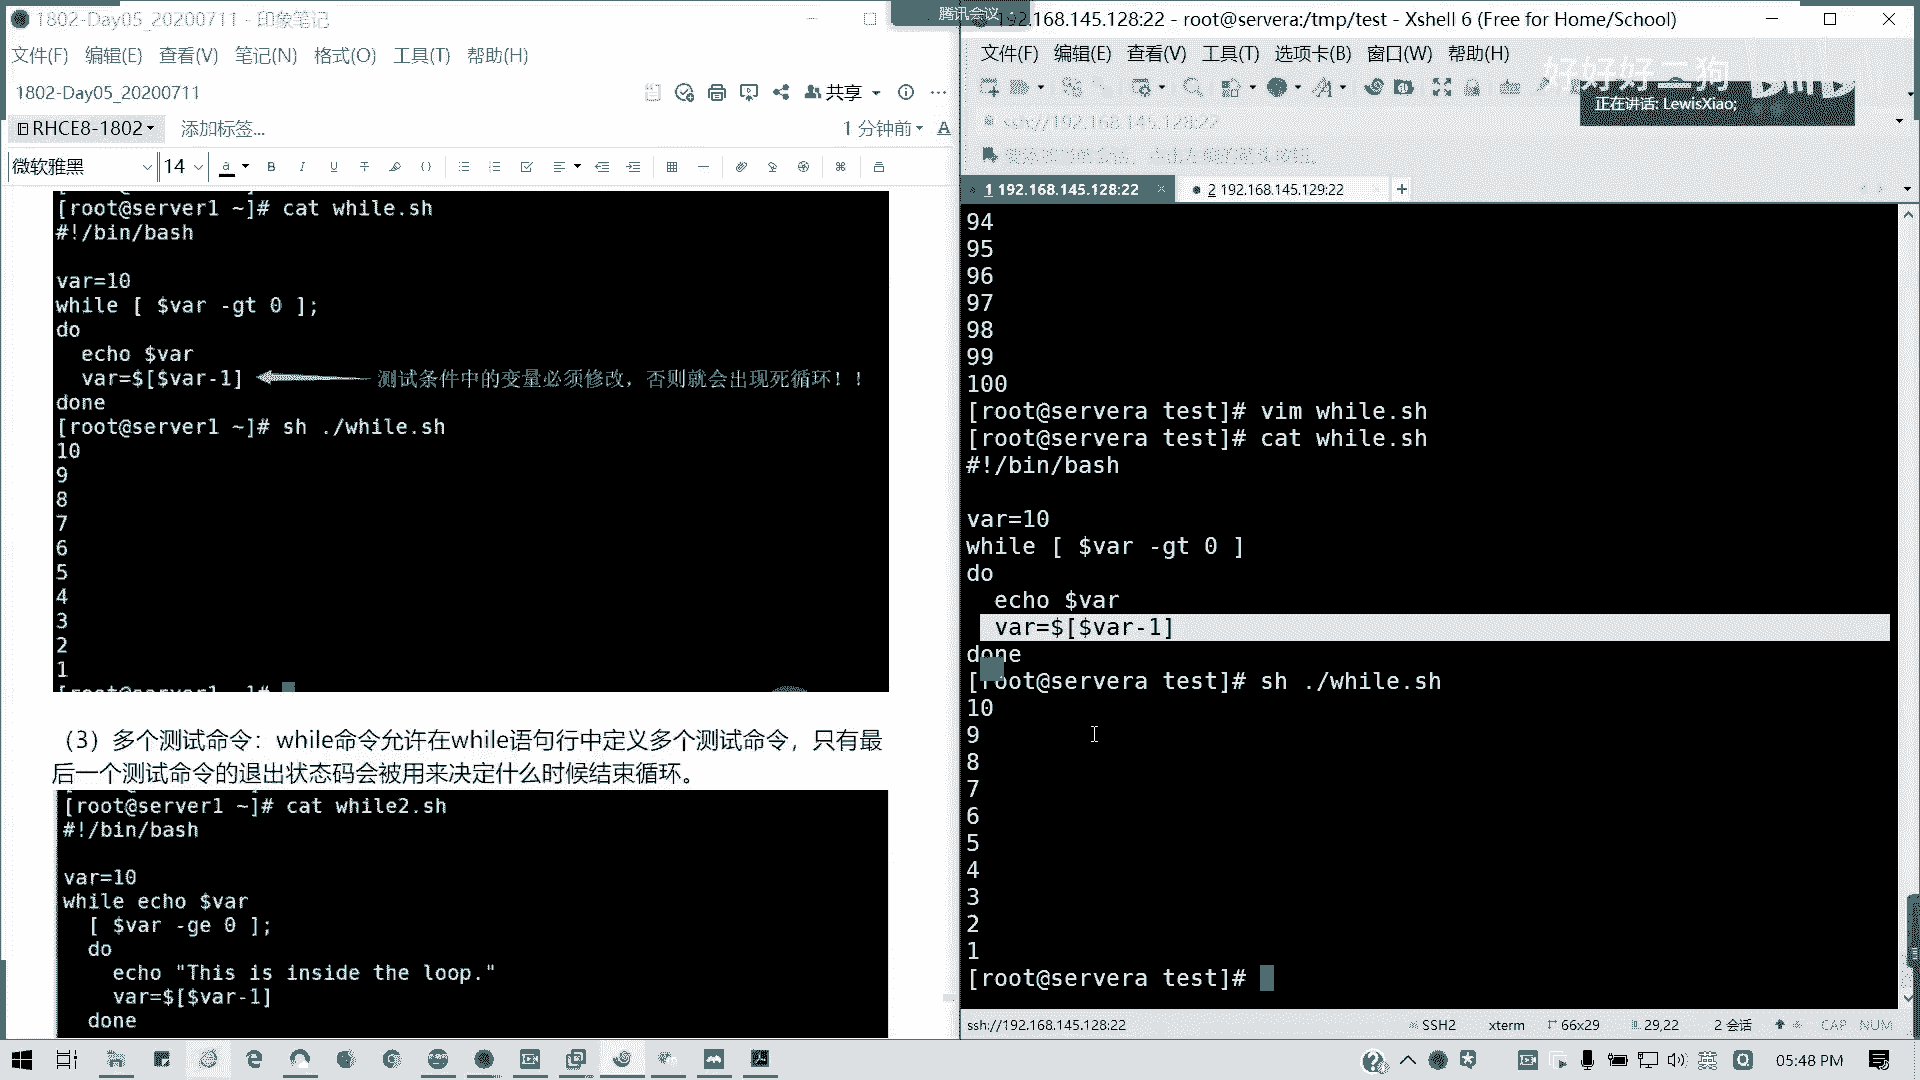 1802-Day05_20200711 - 印象笔记
文件(F) 编辑(E) 查看(V) 笔记(N) 格式(O) 工具(T) 帮助(H)
1802-Day05_20200711
共享
RHCE8-1802
添加标签...
1 分钟前
微软雅黑
14
[root@server1 ~]# cat while.sh
#!/bin/bash
var=10
while [ $var -gt 0 ];
do
echo $var
var=$[$var-1]
测试条件中的变量必须修改，否则就会出现死循环！！
done
[root@server1 ~]# sh ./while.sh
10
9
8
7
6
5
4
3
2
1
（3）多个测试命令：while命令允许在while语句行中定义多个测试命令，只有最
后一个测试命令的退出状态码会被用来决定什么时候结束循环。
[root@server1 ~]# cat while2.sh
#!/bin/bash
var=10
while echo $var
[ $var -ge 0 ];
do
echo "This is inside the loop."
var=$[$var-1]
done
腾讯会议
192.168.145.128:22 - root@servera:/tmp/test - Xshell 6 (Free for Home/School)
文件(F) 编辑(E) 查看(V) 工具(T) 选项卡(B) 窗口(W) 帮助(H)
好好好二狗
正在讲话: LewisXiao;
ssh://192.168.145.128:22
1 192.168.145.128:22
2 192.168.145.129:22
94
95
96
97
98
99
100
[root@servera test]# vim while.sh
[root@servera test]# cat while.sh
#!/bin/bash
var=10
while [ $var -gt 0 ]
do
echo $var
var=$[$var-1]
done
[root@servera test]# sh ./while.sh
10
9
8
7
6
5
4
3
2
1
[root@servera test]#
ssh://192.168.145.128:22
SSH2
xterm
66x29
29,22
2 会话
CAP
NUM
英
05:48 PM